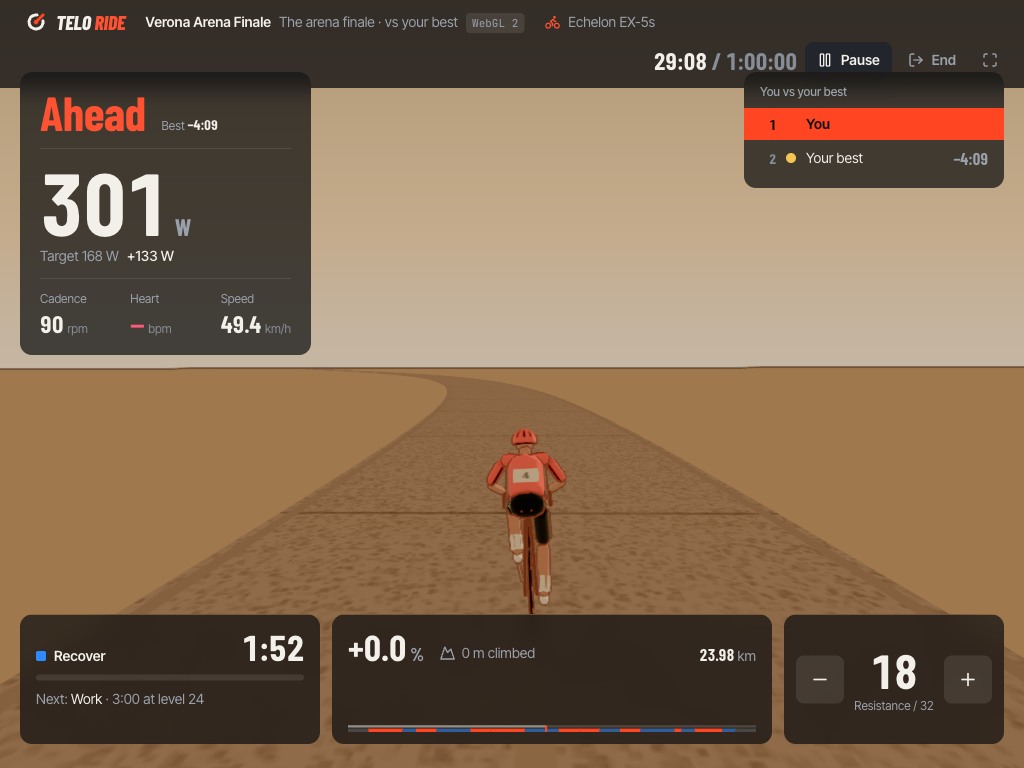 TELO RIDE Verona Arena Finale The arena finale · vs your best WebGL 2 Echelon EX-5s
29:08 / 1:00:00 Pause End
Ahead Best −4:09
301 W
Target 168 W +133 W
Cadence Heart Speed
90 rpm — bpm 49.4 km/h
You vs your best
1 You
2 Your best −4:09
4
Recover 1:52
Next: Work · 3:00 at level 24
+0.0 % 0 m climbed 23.98 km
− 18 +
Resistance / 32